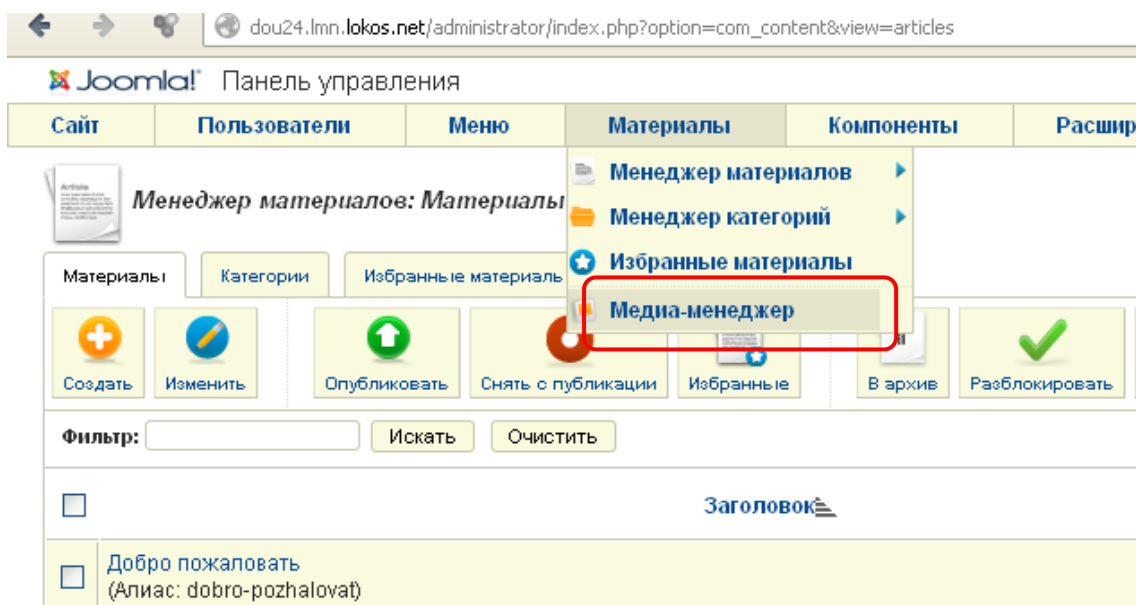 dou24.lmn.lokos.net/administrator/index.php?option=com_content&view=articles
Joomla! Панель управления
Сайт Пользователи Меню Материалы Компоненты Расшир
Менеджер материалов
Менеджер материалов: Материалы
Менеджер категорий
Избранные материалы
Материалы Категории Избранные материаль
Медиа-менеджер
Создать Изменить Опубликовать Снять с публикации Избранные В архив Разблокировать
Фильтр: Искать Очистить
Заголовок
Добро пожаловать
(Алиас: dobro-pozhalovat)